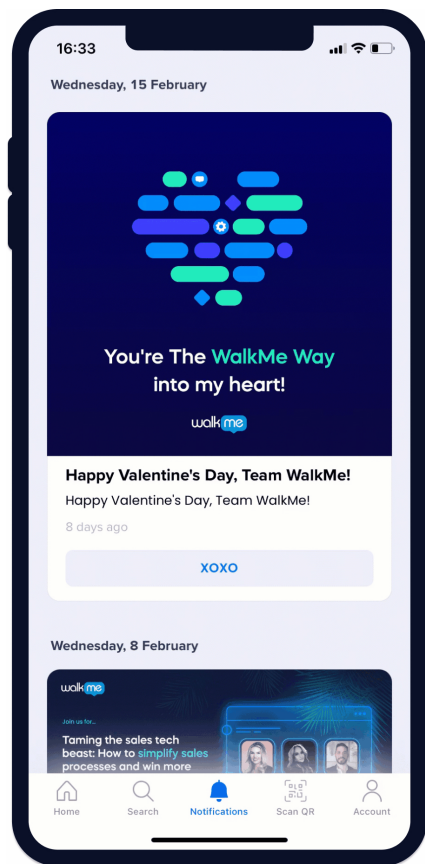 16:33
Wednesday, 15 February
You're The WalkMe Way
into my heart!
walkme
Happy Valentine's Day, Team WalkMe!
Happy Valentine's Day, Team WalkMe!
8 days ago
XOXO
Wednesday, 8 February
walkme
Join us for...
Taming the sales tech
beast: How to simplify sales
processes and win more
Home Search Notifications Scan QR Account